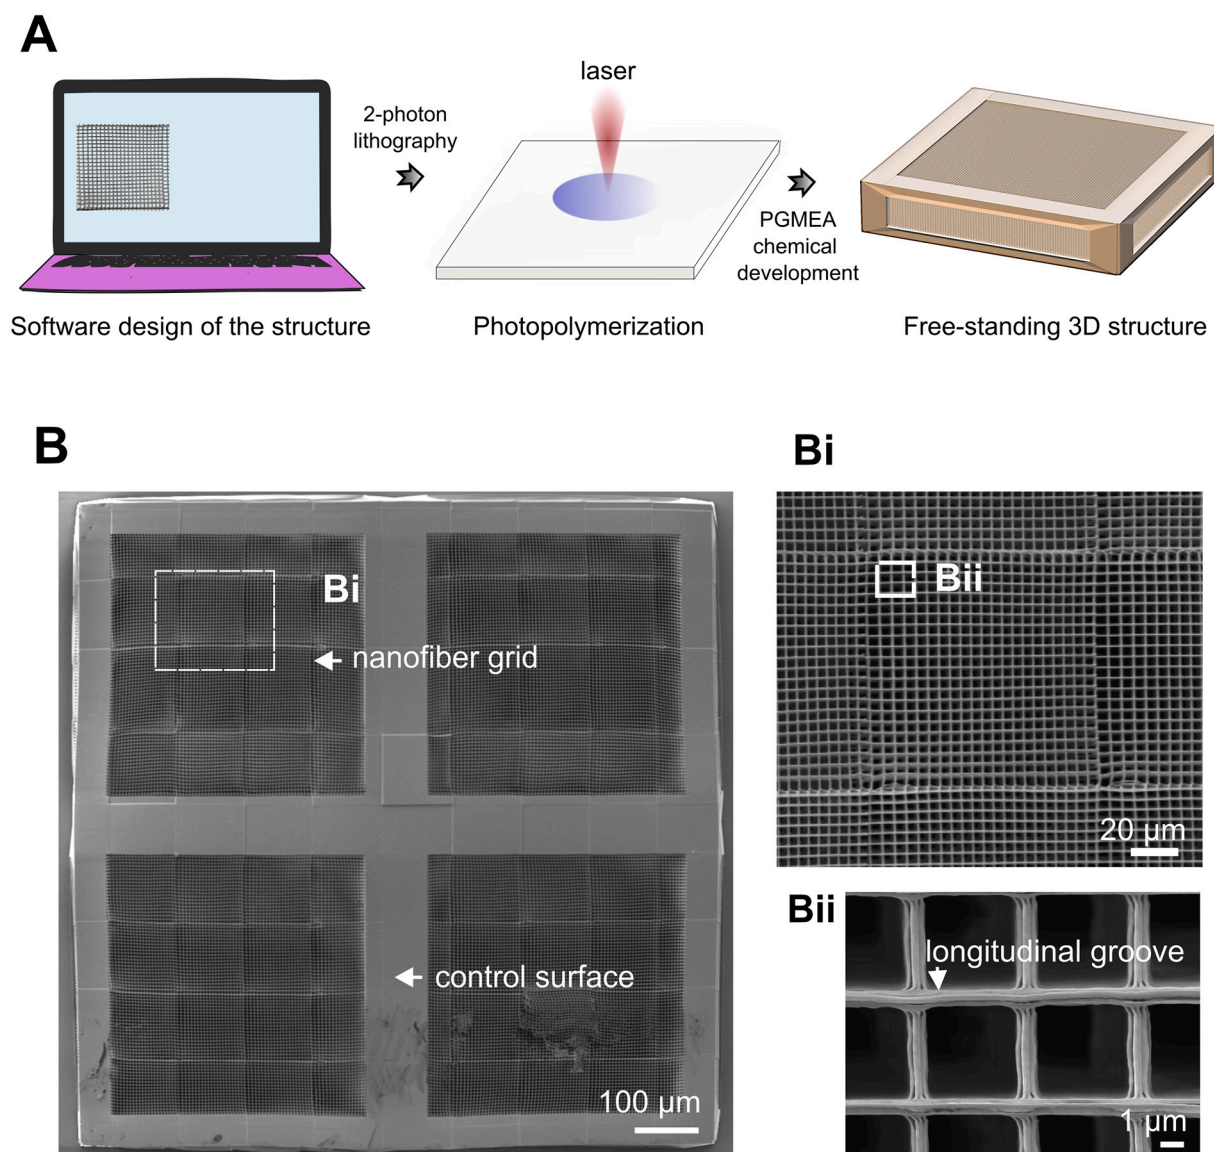 A
2-photon
lithography
laser
PGMEA
chemical
development
Software design of the structure
Photopolymerization
Free-standing 3D structure
B
Bi
nanofiber grid
control surface
100 µm
Bi
Bii
20 µm
Bii
longitudinal groove
1 µm